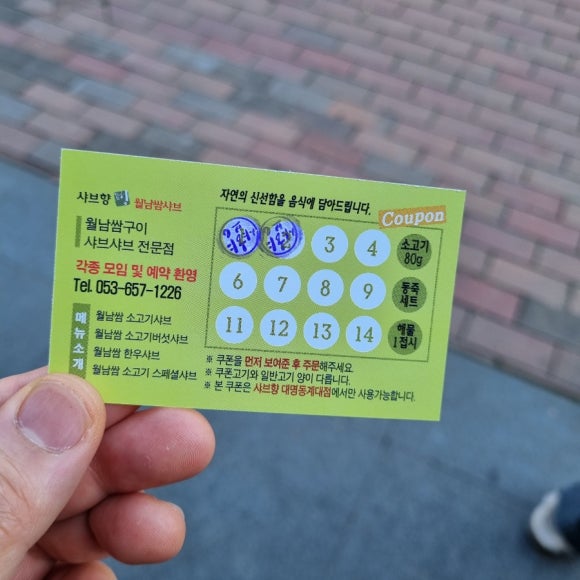 샤브향 월남쌈샤브
월남쌈구이
샤브샤브 전문점
각종 모임 및 예약 환영
Tel. 053-657-1226
메뉴소개
월남쌈 소고기샤브
월남쌈 소고기버섯샤브
월남쌈 한우샤브
월남쌈 소고기 스페셜샤브
자연의 신선함을 음식에 담아드립니다.
Coupon
3 4 소고기 80g
6 7 8 9 동죽 세트
11 12 13 14 해물 1접시
※ 쿠폰을 먼저 보여준 후 주문해주세요.
※ 쿠폰고기와 일반고기 양이 다릅니다.
※ 본 쿠폰은 샤브향 대명동계대점에서만 사용가능합니다.